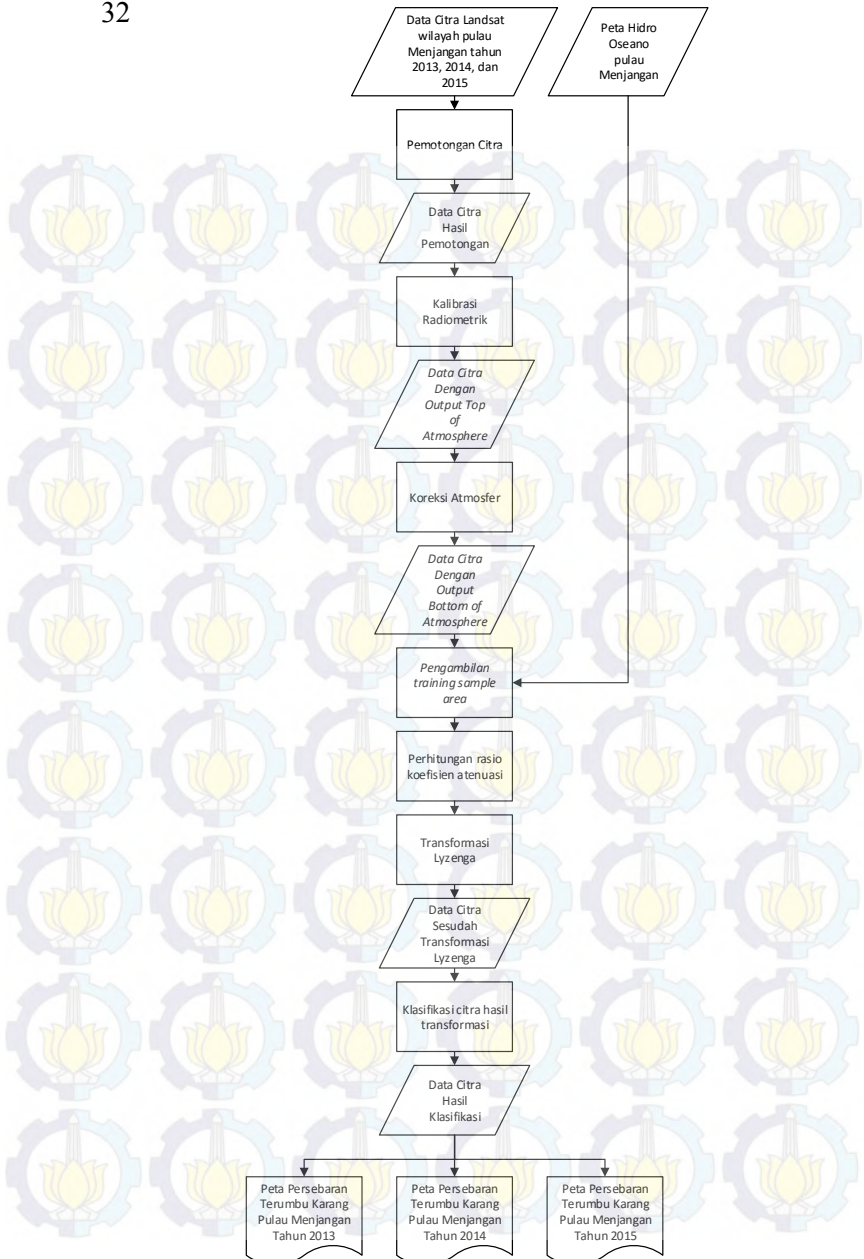 32
Data Citra Landsat
wilayah pulau
Menjangan tahun
2013, 2014, dan
2015
Peta Hidro
Oseano
pulau
Menjangan
Pemotongan Citra
Data Citra
Hasil
Pemotongan
Kalibrasi
Radiometrik
Data Citra
Dengan
Output Top
of
Atmosphere
Koreksi Atmosfer
Data Citra
Dengan
Output
Bottom of
Atmosphere
Pengambilan
training sample
area
Perhitungan rasio
koefisien atenuasi
Transformasi
Lyzenga
Data Citra
Sesudah
Transformasi
Lyzenga
Klasifikasi citra hasil
transformasi
Data Citra
Hasil
Klasifikasi
Peta Persebaran
Terumbu Karang
Pulau Menjangan
Tahun 2013
Peta Persebaran
Terumbu Karang
Pulau Menjangan
Tahun 2014
Peta Persebaran
Terumbu Karang
Pulau Menjangan
Tahun 2015